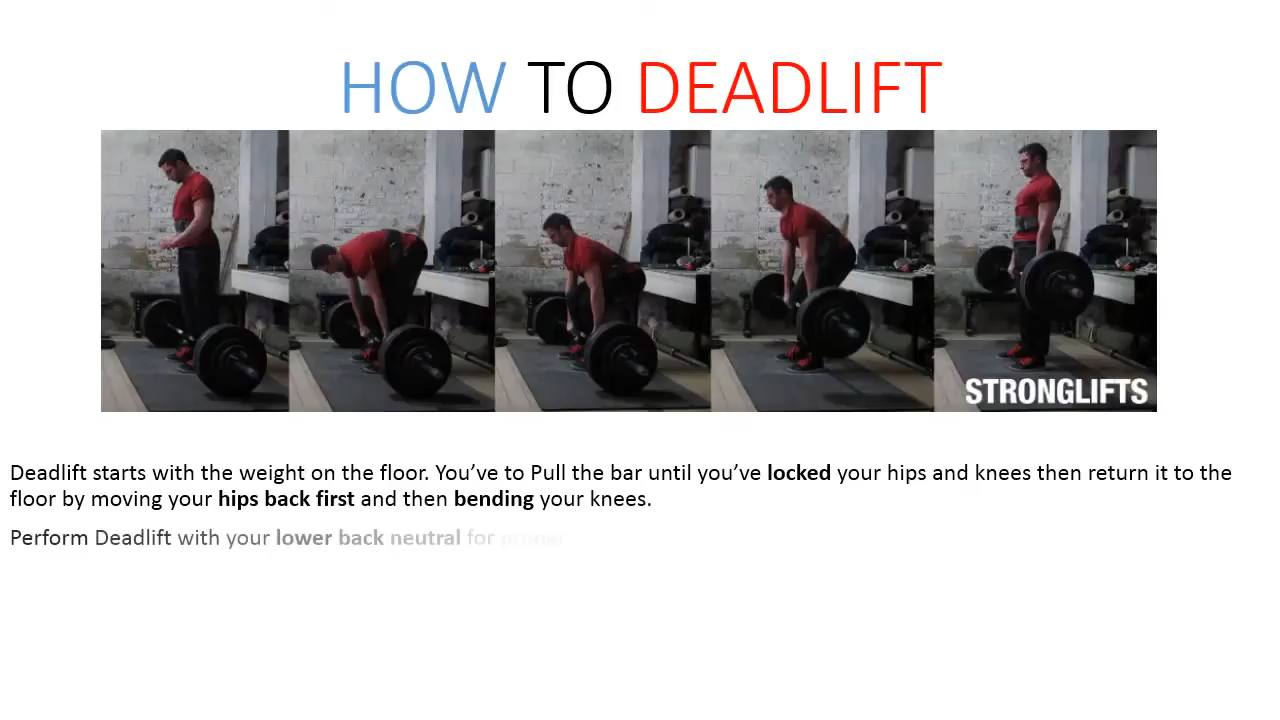 HOW TO DEADLIFT
STRONGLIFTS
Deadlift starts with the weight on the floor. You’ve to Pull the bar until you’ve locked your hips and knees then return it to the
floor by moving your hips back first and then bending your knees.
Perform Deadlift with your lower back neutral for